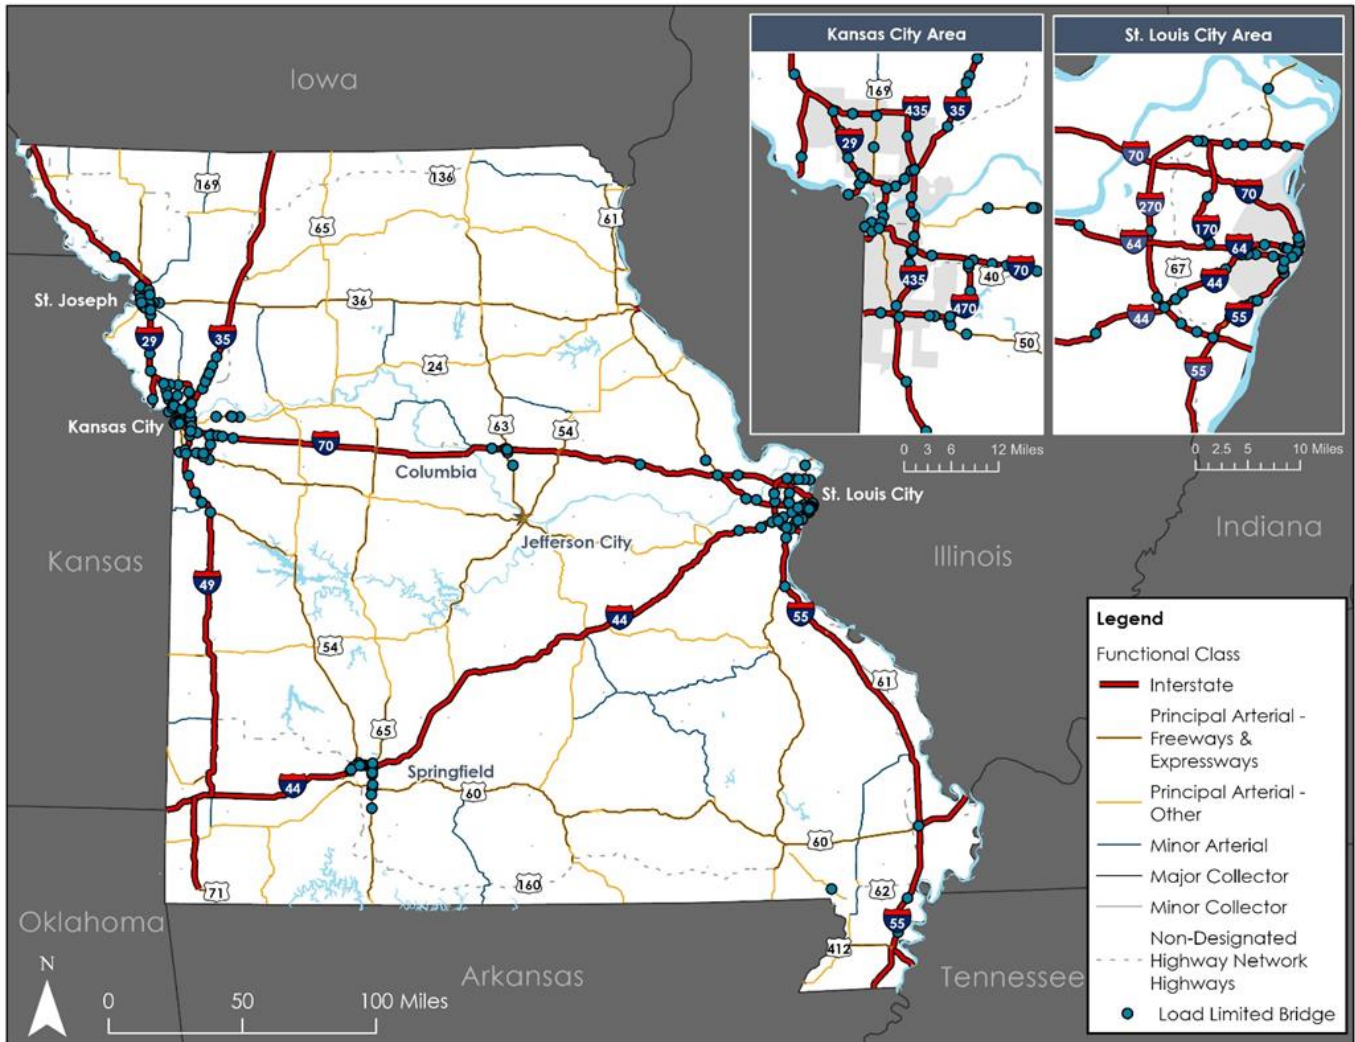 Kansas City Area
St. Louis City Area
169
435
35
29
435
40
70
470
50
0 3 6 12 Miles
70
270
70
170
64
64
67
44
44
55
55
0 2.5 5 10 Miles
Iowa
169
136
65
61
St. Joseph
36
29
35
24
Kansas City
63
54
70
Columbia
St. Louis City
Jefferson City
Kansas
Illinois
Indiana
49
44
55
54
61
65
Springfield
44
60
60
71
160
62
55
412
Oklahoma
Arkansas
Tennessee
N
0 50 100 Miles
Legend
Functional Class
Interstate
Principal Arterial -
Freeways &
Expressways
Principal Arterial -
Other
Minor Arterial
Major Collector
Minor Collector
Non-Designated
Highway Network
Highways
Load Limited Bridge